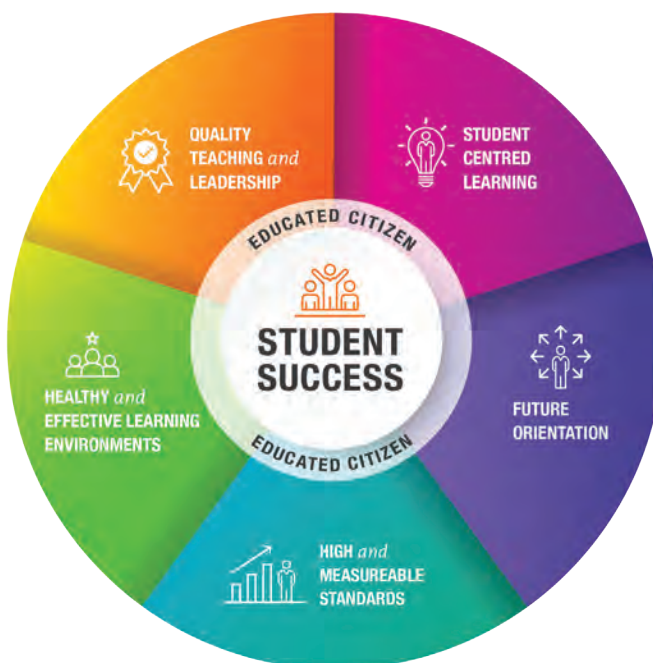 QUALITY
TEACHING and
LEADERSHIP
STUDENT
CENTRED
LEARNING
EDUCATED CITIZEN
STUDENT
SUCCESS
EDUCATED CITIZEN
HEALTHY and
EFFECTIVE LEARNING
ENVIRONMENTS
FUTURE
ORIENTATION
HIGH and
MEASUREABLE
STANDARDS